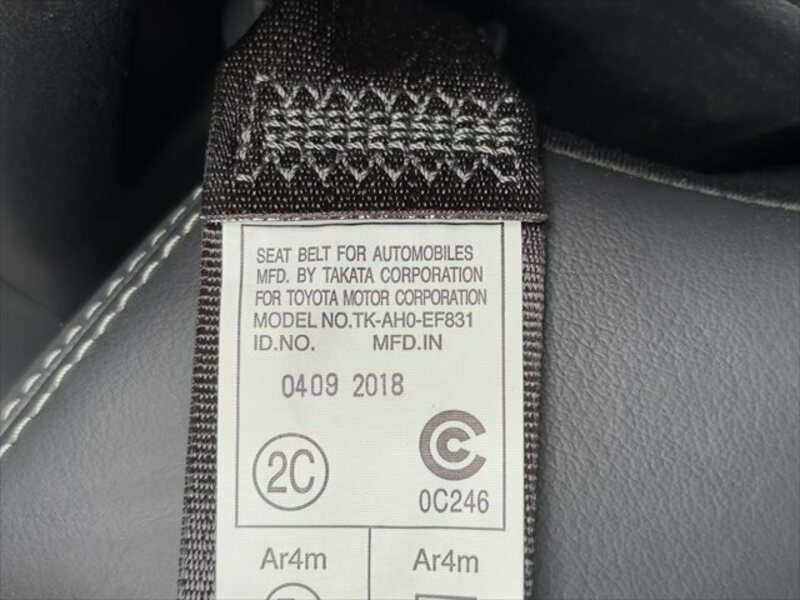 SEAT BELT FOR AUTOMOBILES
MFD. BY TAKATA CORPORATION
FOR TOYOTA MOTOR CORPORATION
MODEL NO.TK-AH0-EF831
ID.NO. MFD.IN
0409 2018
2C
0C246
Ar4m Ar4m